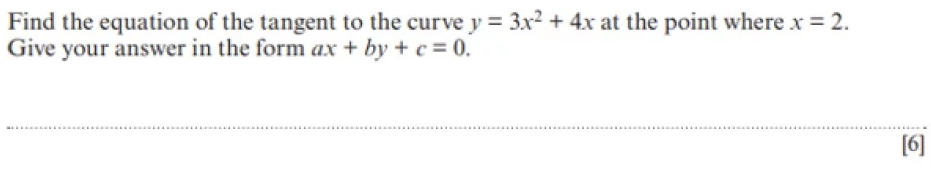 Find the equation of the tangent to the curve y = 3x² + 4x at the point where x = 2.
Give your answer in the form ax + by + c = 0.
[6]